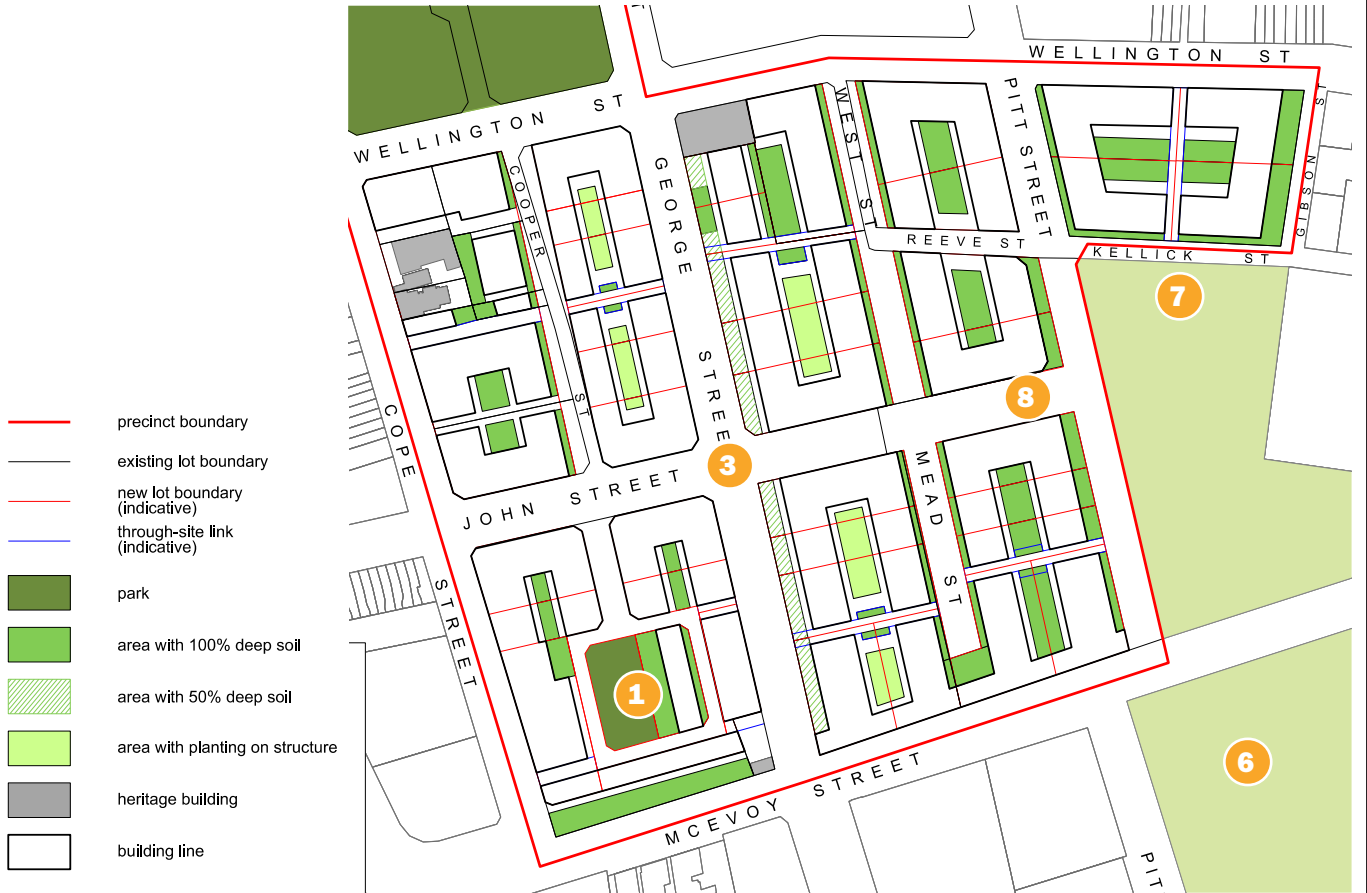 WELLINGTON ST
WELLINGTON ST
PITT STREET
WEST ST
GIBSON ST
COOPER ST
GEORGE STREE
REEVE ST
KELLICK ST
7
8
precinct boundary
existing lot boundary
new lot boundary
(indicative)
through-site link
(indicative)
park
area with 100% deep soil
area with 50% deep soil
area with planting on structure
heritage building
building line
COPE STREET
3
JOHN STREET
MEAD ST
1
6
MCEVOY STREET
PIT